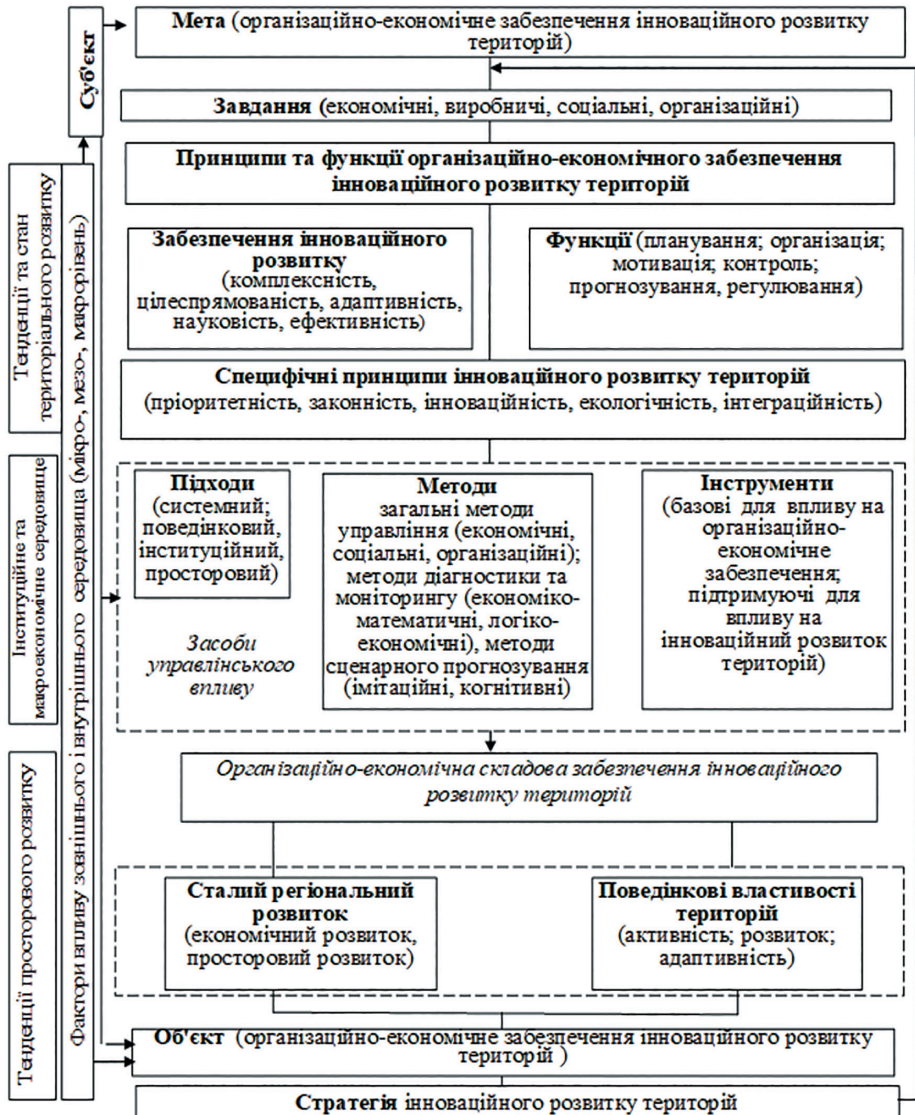 Суб'єкт
Мета (організаційно-економічне забезпечення інноваційного розвитку
територій)
Завдання (економічні, виробничі, соціальні, організаційні)
Принципи та функції організаційно-економічного забезпечення
інноваційного розвитку територій
Тенденції та стан
територіального розвитку
Інституційне та
макроекономічне середовище
Тенденції просторового розвитку
Фактори впливу зовнішнього і внутрішнього середовища (мікро-, мезо-, макрорівень)
Забезпечення інноваційного
розвитку
(комплексність,
цілеспрямованість, адаптивність,
науковість, ефективність)
Функції (планування; організація;
мотивація; контроль;
прогнозування, регулювання)
Специфічні принципи інноваційного розвитку територій
(пріоритетність, законність, інноваційність, екологічність, інтеграційність)
Підходи
(системний;
поведінковий,
інституційний,
просторовий)
Засоби
управлінського
впливу
Методи
загальні методи
управління (економічні,
соціальні, організаційні);
методи діагностики та
моніторингу (економіко-
математичні, логіко-
економічні), методи
сценарного прогнозування
(імітаційні, когнітивні)
Інструменти
(базові для впливу на
організаційно-
економічне
забезпечення;
підтримуючі для
впливу на
інноваційний розвиток
територій)
Організаційно-економічна складова забезпечення інноваційного
розвитку територій
Сталий регіональний
розвиток
(економічний розвиток,
просторовий розвиток)
Поведінкові властивості
територій
(активність; розвиток;
адаптивність)
Об'єкт (організаційно-економічне забезпечення інноваційного розвитку
територій )
Стратегія інноваційного розвитку територій